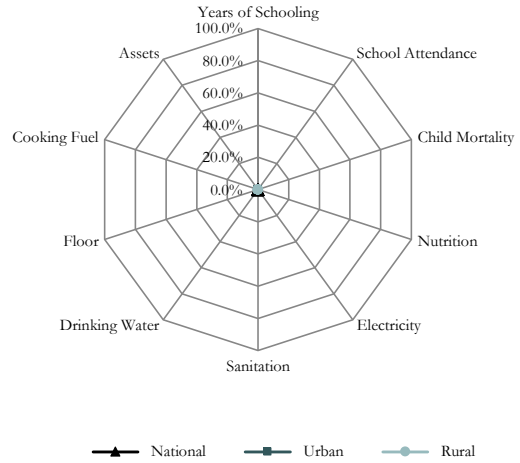 Years of Schooling
100.0%
Assets
School Attendance
80.0%
60.0%
40.0%
Cooking Fuel
Child Mortality
20.0%
0.0%
Floor
Nutrition
Drinking Water
Electricity
Sanitation
National Urban Rural